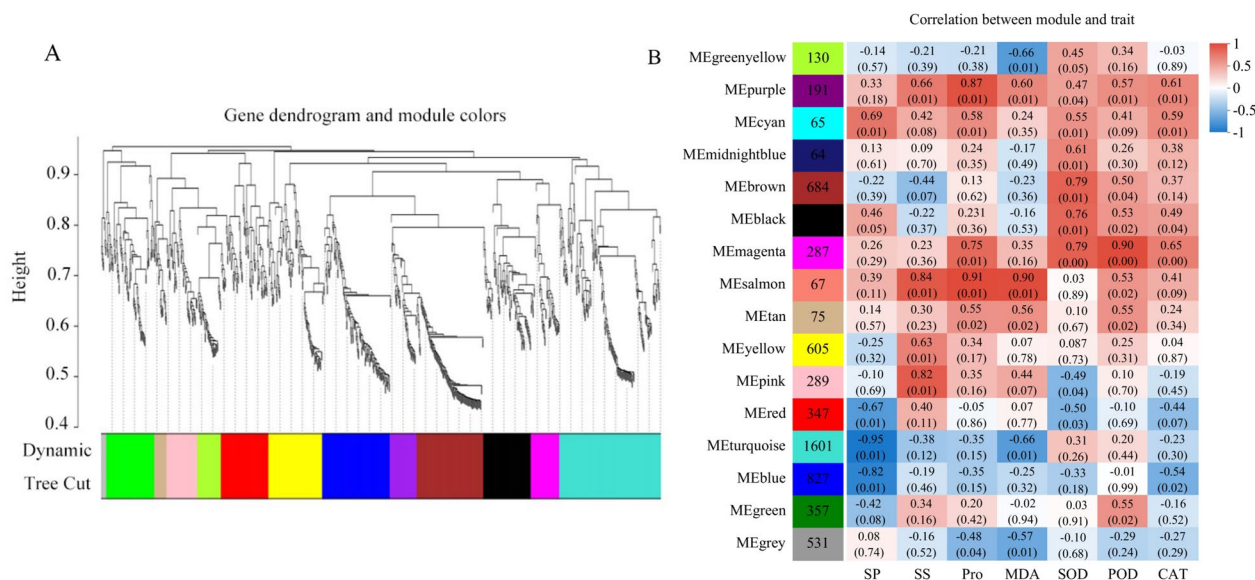 A
Gene dendrogram and module colors
Height
0.9
0.8
0.7
0.6
0.5
0.4
Dynamic
Tree Cut
B
Correlation between module and trait
MEgreenyellow 130 -0.14 -0.21 -0.21 -0.66 0.45 0.34 -0.03
(0.57) (0.39) (0.38) (0.01) (0.05) (0.16) (0.89)
MEpurple 191 0.33 0.66 0.87 0.60 0.47 0.57 0.61
(0.18) (0.01) (0.01) (0.01) (0.04) (0.01) (0.01)
MEcyan 65 0.69 0.42 0.58 0.24 0.55 0.41 0.59
(0.01) (0.08) (0.01) (0.35) (0.01) (0.09) (0.01)
MEmidnightblue 64 0.13 0.09 0.24 -0.17 0.61 0.26 0.38
(0.61) (0.70) (0.35) (0.49) (0.01) (0.30) (0.12)
MEbrown 684 -0.22 -0.44 0.13 -0.23 0.79 0.50 0.37
(0.39) (0.07) (0.62) (0.36) (0.01) (0.04) (0.14)
MEblack 0.46 -0.22 0.231 -0.16 0.76 0.53 0.49
(0.05) (0.37) (0.36) (0.53) (0.01) (0.02) (0.04)
MEmagenta 287 0.26 0.23 0.75 0.35 0.79 0.90 0.65
(0.29) (0.36) (0.01) (0.16) (0.00) (0.00) (0.00)
MEsalmon 67 0.39 0.84 0.91 0.90 0.03 0.53 0.41
(0.11) (0.01) (0.01) (0.01) (0.89) (0.02) (0.09)
MEtan 75 0.14 0.30 0.55 0.56 0.10 0.55 0.24
(0.57) (0.23) (0.02) (0.02) (0.67) (0.02) (0.34)
MEyellow 605 -0.25 0.63 0.34 0.07 0.087 0.25 0.04
(0.32) (0.01) (0.17) (0.78) (0.73) (0.31) (0.87)
MEpink 289 -0.10 0.82 0.35 0.44 -0.49 0.10 -0.19
(0.69) (0.01) (0.16) (0.07) (0.04) (0.70) (0.45)
MEred 347 -0.67 0.40 -0.05 0.07 -0.50 -0.10 -0.44
(0.01) (0.11) (0.86) (0.77) (0.03) (0.69) (0.07)
MEturquoise 1601 -0.95 -0.38 -0.35 -0.66 0.31 0.20 -0.23
(0.01) (0.12) (0.15) (0.01) (0.26) (0.44) (0.30)
MEblue 827 -0.82 -0.19 -0.35 -0.25 -0.33 -0.01 -0.54
(0.01) (0.46) (0.15) (0.32) (0.18) (0.99) (0.02)
MEgreen 357 -0.42 0.34 0.20 -0.02 0.03 0.55 -0.16
(0.08) (0.16) (0.42) (0.94) (0.91) (0.02) (0.52)
MEgrey 531 0.08 -0.16 -0.48 -0.57 -0.10 -0.29 -0.27
(0.74) (0.52) (0.04) (0.01) (0.68) (0.24) (0.29)
SP SS Pro MDA SOD POD CAT
1
0.5
0
-0.5
-1